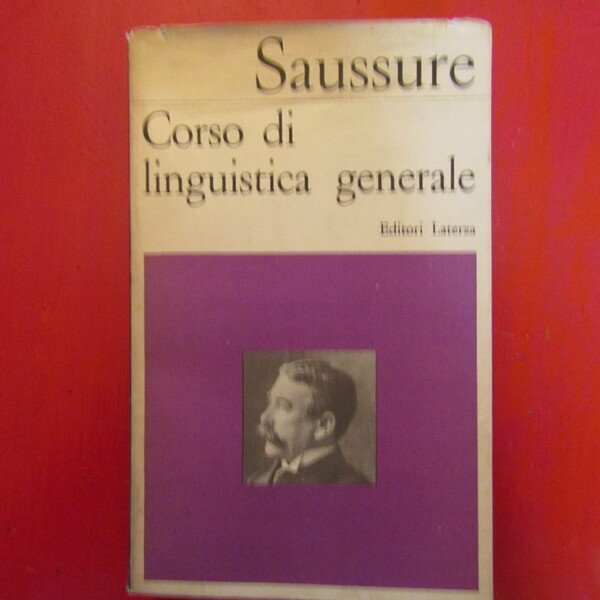 Saussure
Corso di
linguistica generale
Editori Laterza